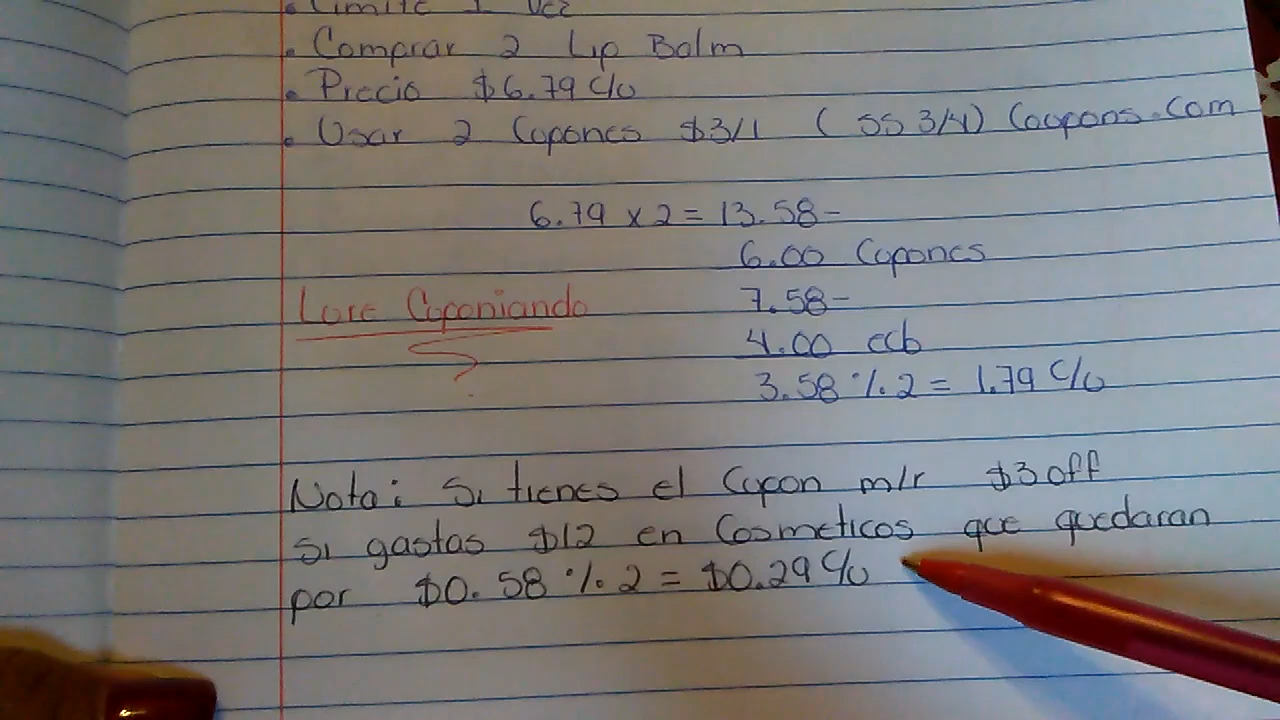 • Limite 1 vez
• Comprar 2 Lip Balm
• Precio $6.79 c/u
• Usar 2 Cupones $3/1 (SS 3/4) Coupons.Com
6.79 x 2 = 13.58-
6.00 Cupones
7.58-
Lore Cuponiando
4.00 ecb
3.58 % 2 = 1.79 c/u
Nota: Si tienes el Cupon m/r $3 off
si gastas $12 en Cosmeticos que quedaran
por $0.58 % 2 = $0.29 c/u